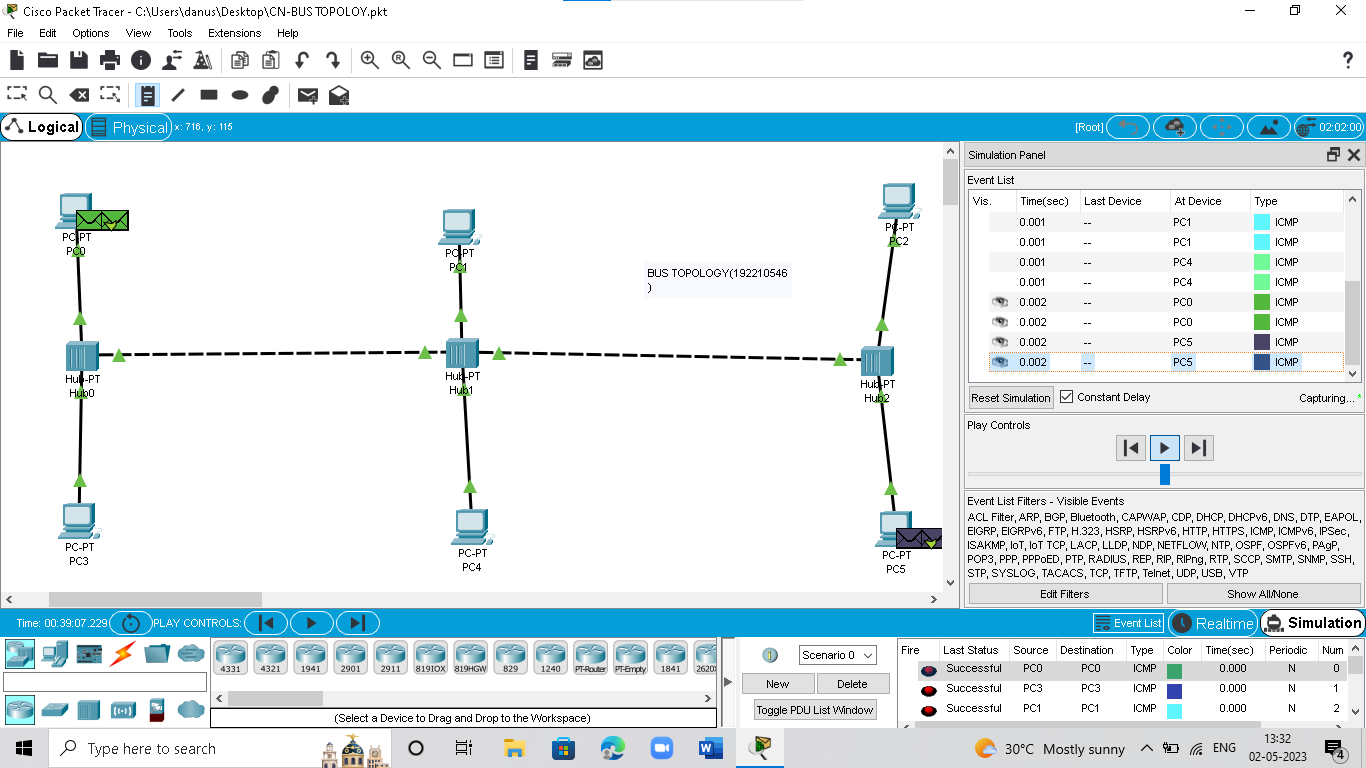 Cisco Packet Tracer - C:\Users\danus\Desktop\CN-BUS TOPOLOY.pkt
File Edit Options View Tools Extensions Help
Logical Physical x: 716, y: 115 [Root] 02:02:00
PC-PT
PC0
PC-PT
PC1
PC-PT
PC2
BUS TOPOLOGY(192210546
)
Hub-PT
Hub0
Hub-PT
Hub1
Hub-PT
Hub2
PC-PT
PC3
PC-PT
PC4
PC-PT
PC5
Simulation Panel
Event List
Vis. Time(sec) Last Device At Device Type
0.001 -- PC1 ICMP
0.001 -- PC1 ICMP
0.001 -- PC4 ICMP
0.001 -- PC4 ICMP
0.002 -- PC0 ICMP
0.002 -- PC0 ICMP
0.002 -- PC5 ICMP
0.002 -- PC5 ICMP
Reset Simulation Constant Delay Capturing... *
Play Controls
Event List Filters - Visible Events
ACL Filter, ARP, BGP, Bluetooth, CAPWAP, CDP, DHCP, DHCPv6, DNS, DTP, EAPOL,
EIGRP, EIGRPv6, FTP, H.323, HSRP, HSRPv6, HTTP, HTTPS, ICMP, ICMPv6, IPSec,
ISAKMP, IoT, IoT TCP, LACP, LLDP, NDP, NETFLOW, NTP, OSPF, OSPFv6, PAgP,
POP3, PPP, PPPoED, PTP, RADIUS, REP, RIP, RIPng, RTP, SCCP, SMTP, SNMP, SSH,
STP, SYSLOG, TACACS, TCP, TFTP, Telnet, UDP, USB, VTP
Edit Filters Show All/None
Time: 00:39:07.229 PLAY CONTROLS: Event List Realtime Simulation
4331 4321 1941 2901 2911 819IOX 819HGW 829 1240 PT-Router PT-Empty 1841 2620X
(Select a Device to Drag and Drop to the Workspace)
Scenario 0
New Delete
Toggle PDU List Window
Fire Last Status Source Destination Type Color Time(sec) Periodic Num
Successful PC0 PC0 ICMP 0.000 N 0
Successful PC3 PC3 ICMP 0.000 N 1
Successful PC1 PC1 ICMP 0.000 N 2
Type here to search
30°C Mostly sunny ENG 13:32
02-05-2023
4